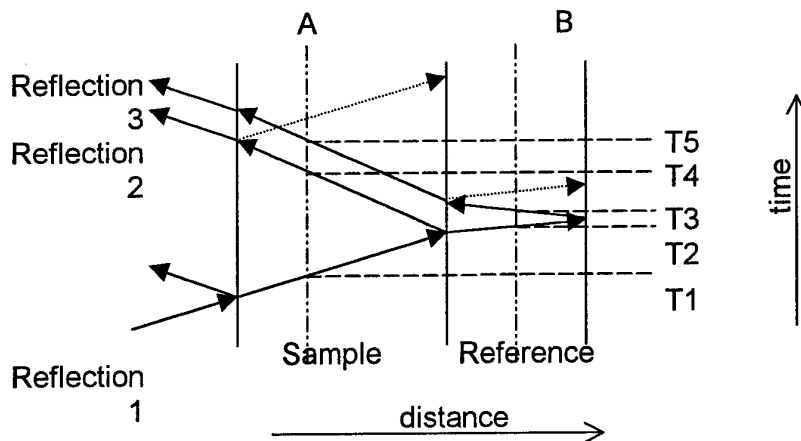 A
B
Reflection
3
Reflection
2
T5
T4
T3
T2
T1
time
Sample
Reference
Reflection
1
distance